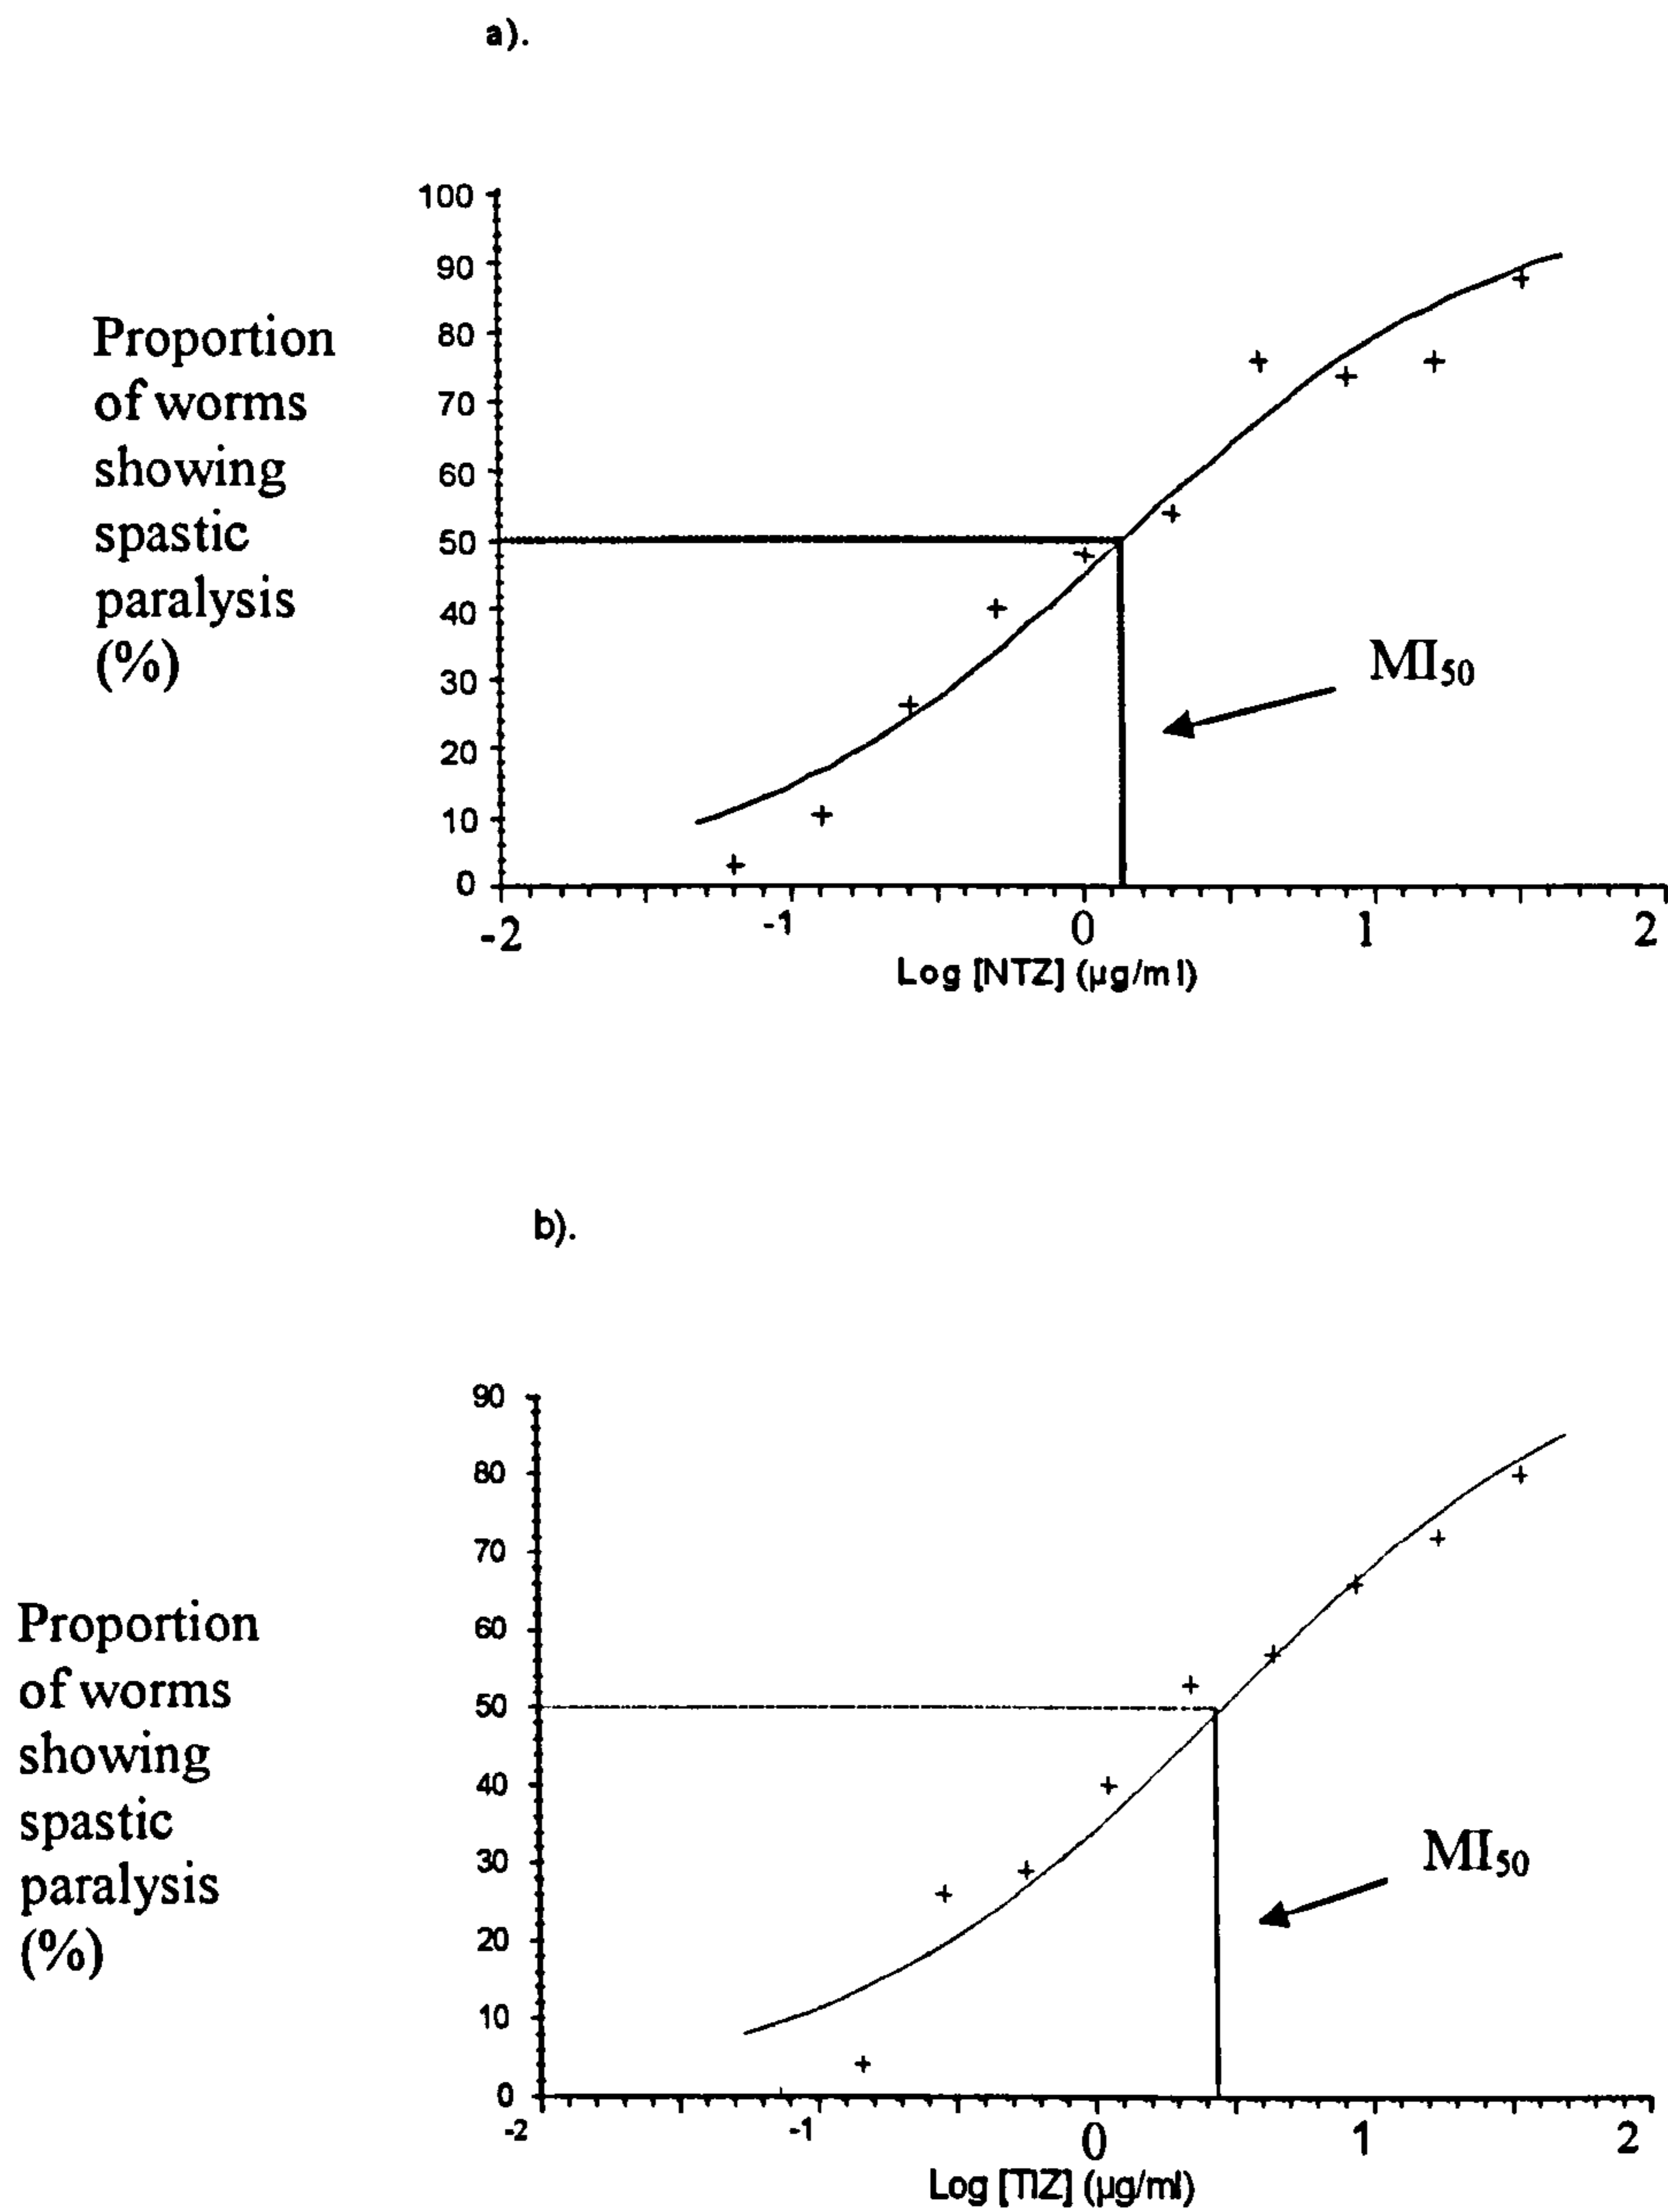 a).
100
90
80
70
60
50
40
30
20
10
0
Proportion
of worms
showing
spastic
paralysis
(%)
MI50
-2 -1 0 1 2
Log [NTZ] (µg/ml)
b).
90
80
70
60
50
40
30
20
10
0
Proportion
of worms
showing
spastic
paralysis
(%)
MI50
-2 -1 0 1 2
Log [TIZ] (µg/ml)